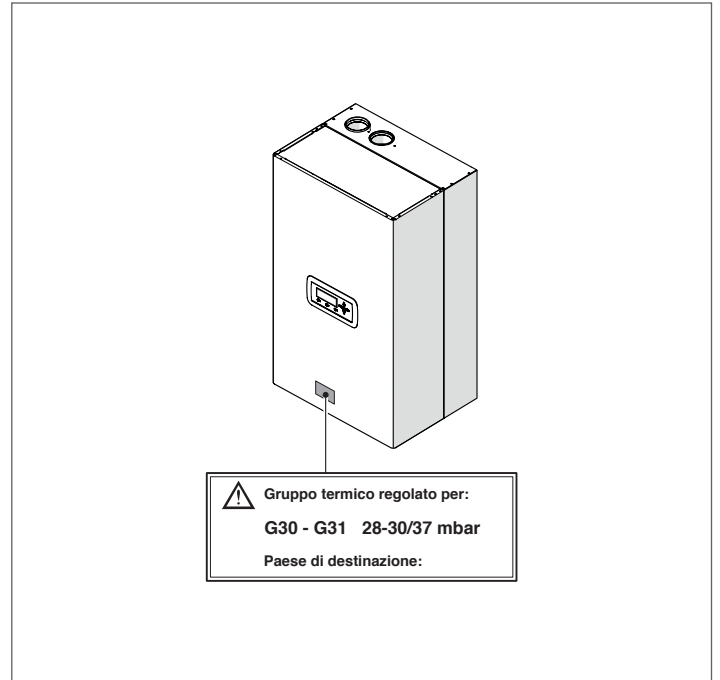 Gruppo termico regolato per:
G30 - G31 28-30/37 mbar
Paese di destinazione: